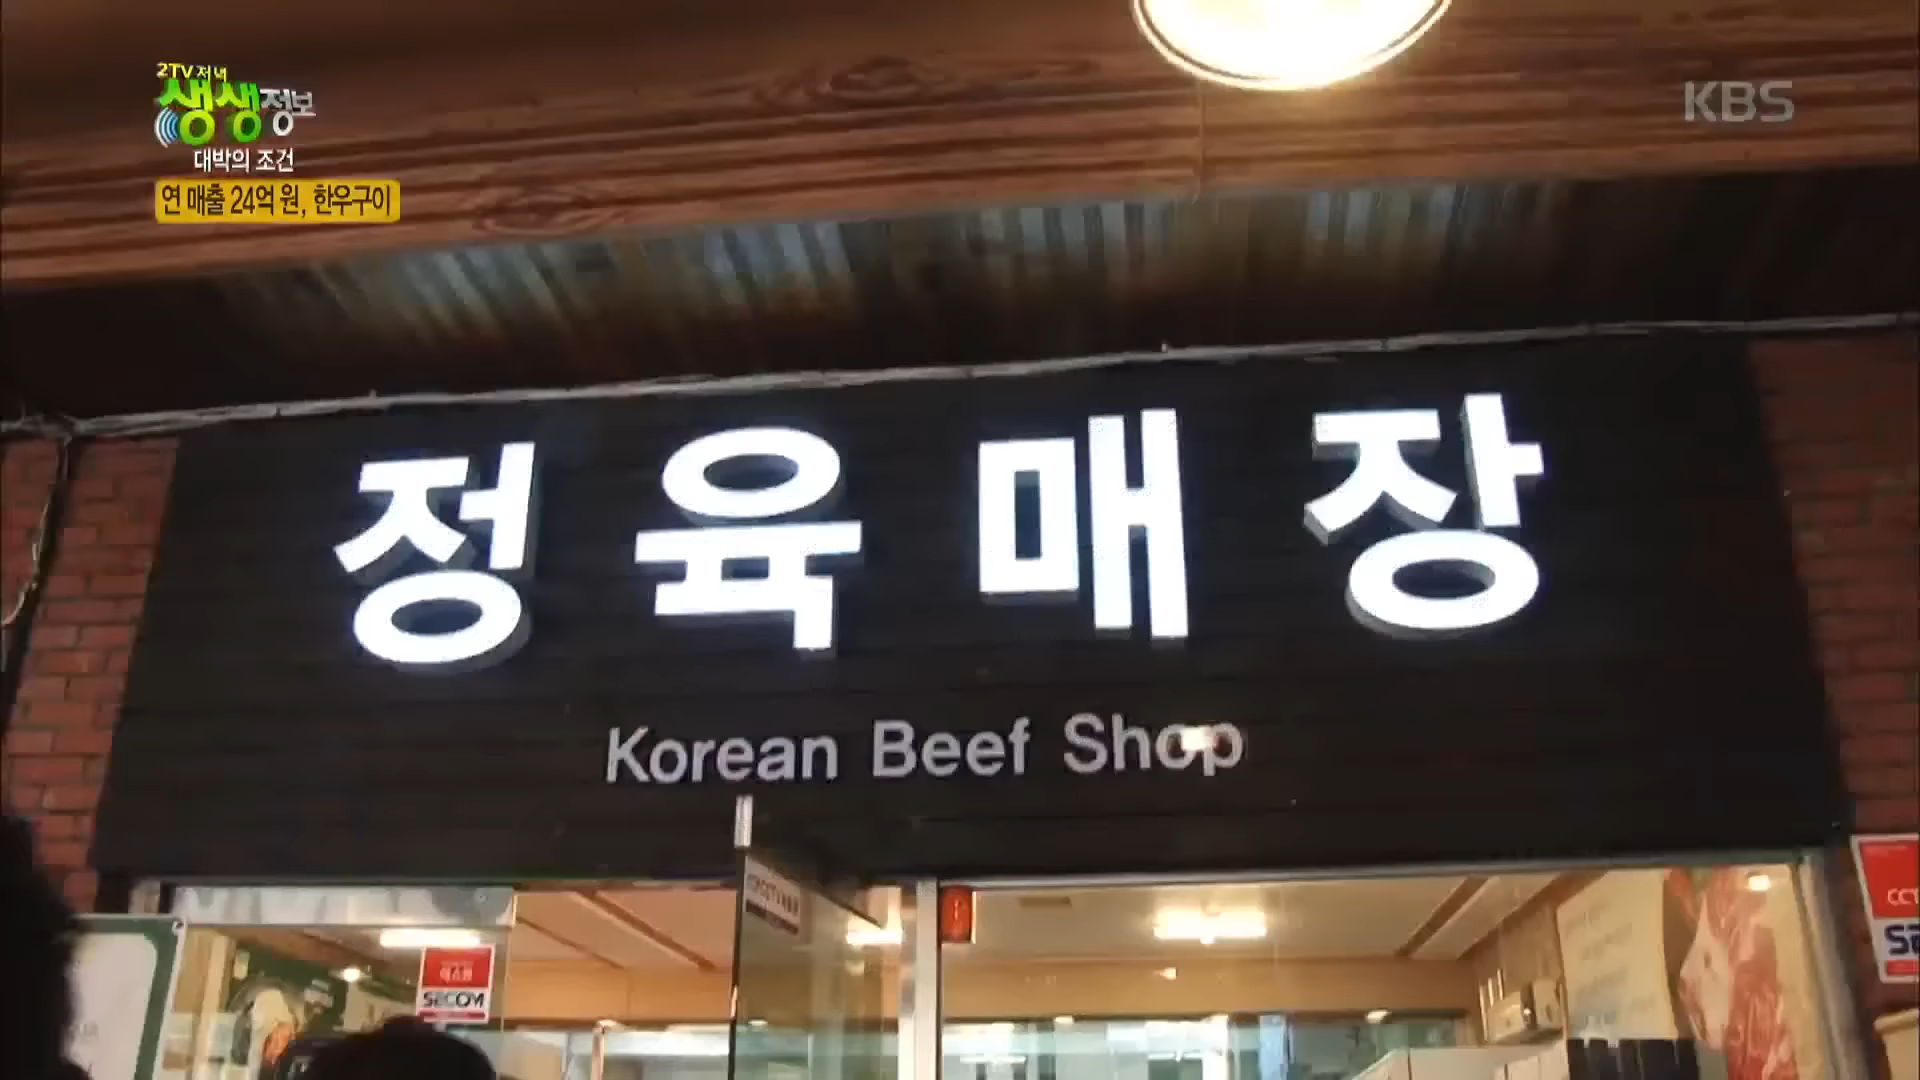 2TV 저녁
생생정보
대박의 조건
연 매출 24억 원, 한우구이
KBS
정육매장
Korean Beef Shop
SECOM